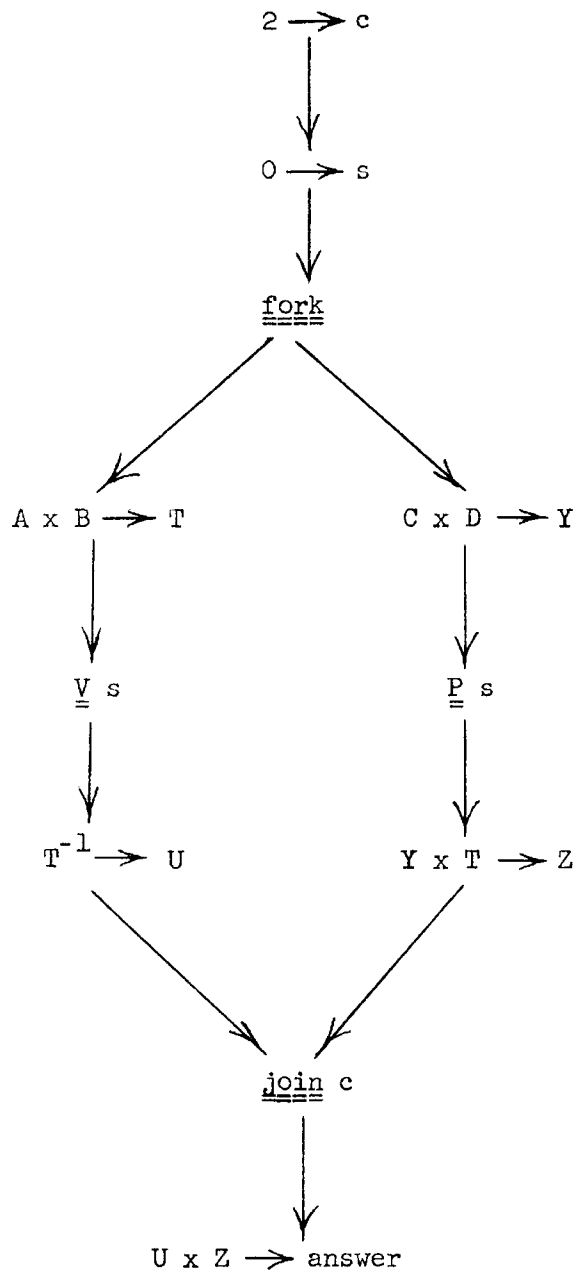 2 → c
0 → s
fork
A x B → T
C x D → Y
V s
P s
T⁻¹ → U
Y x T → Z
join c
U x Z → answer